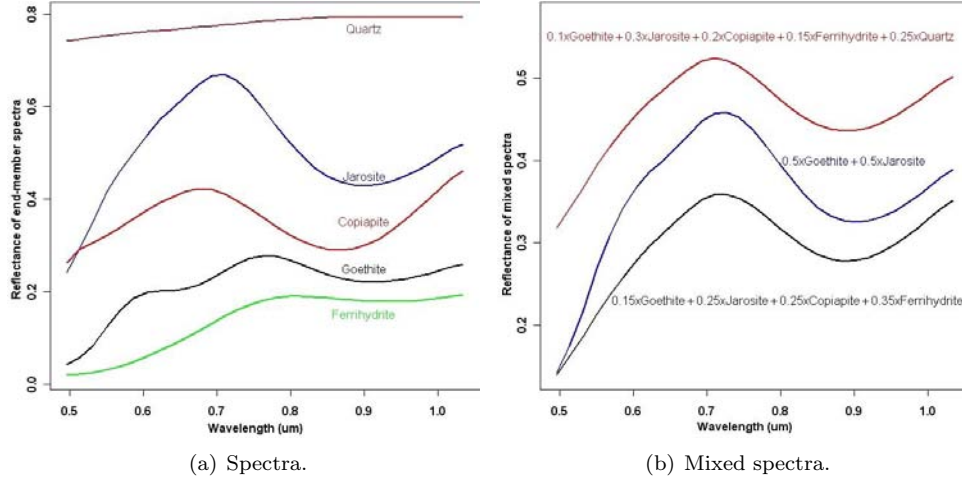 0.8
0.6
0.4
0.2
0.0
Reflectance of end-member spectra
Quartz
Jarosite
Copiapite
Goethite
Ferrihydrite
0.5 0.6 0.7 0.8 0.9 1.0
Wavelength (um)
(a) Spectra.
0.5
0.4
0.3
0.2
Reflectance of mixed spectra
0.1xGoethite + 0.3xJarosite + 0.2xCopiapite + 0.15xFerrihydrite + 0.25xQuartz
0.5xGoethite + 0.5xJarosite
0.15xGoethite + 0.25xJarosite + 0.25xCopiapite + 0.35xFerrihydrite
0.5 0.6 0.7 0.8 0.9 1.0
Wavelength (um)
(b) Mixed spectra.